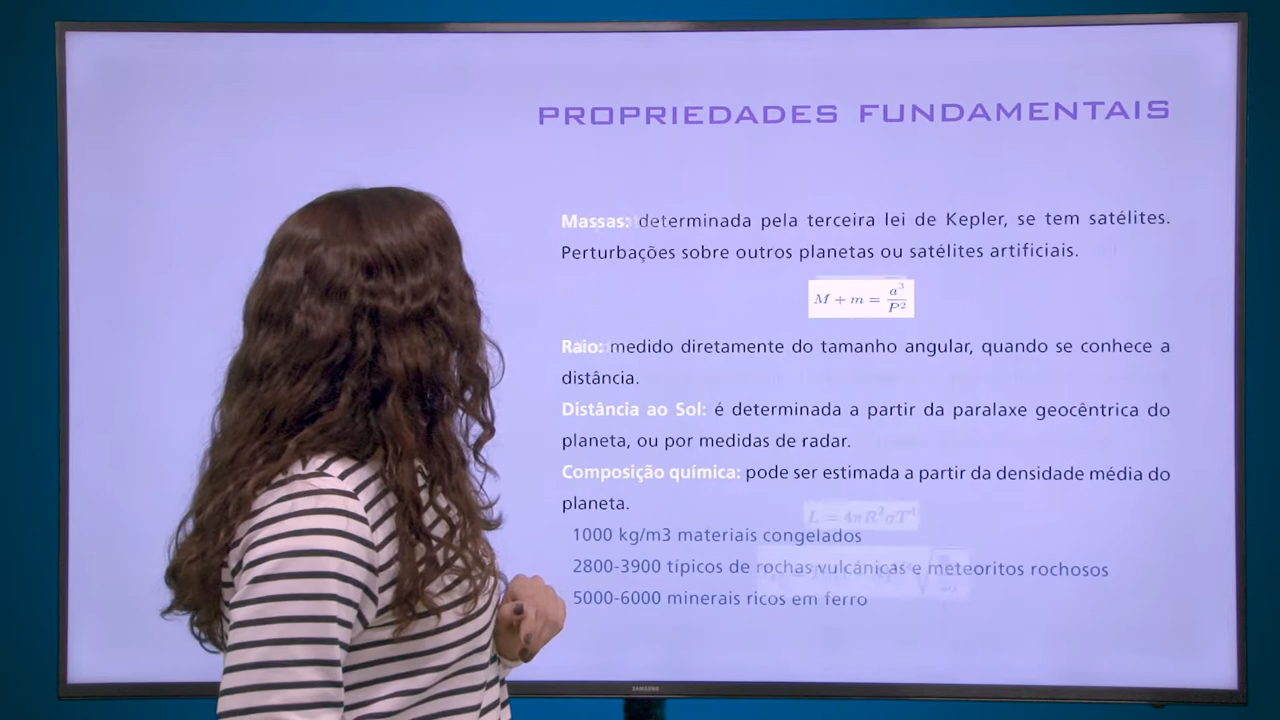 PROPRIEDADES FUNDAMENTAIS
Massas: determinada pela terceira lei de Kepler, se tem satélites.
Perturbações sobre outros planetas ou satélites artificiais.
M + m = a³/P²
Raio: medido diretamente do tamanho angular, quando se conhece a
distância.
Distância ao Sol: é determinada a partir da paralaxe geocêntrica do
planeta, ou por medidas de radar.
Composição química: pode ser estimada a partir da densidade média do
planeta.
L = 4πR²σT⁴
1000 kg/m3 materiais congelados
2800-3900 típicos de rochas vulcánicas e meteoritos rochosos
5000-6000 minerais ricos em ferro
SAMSUNG